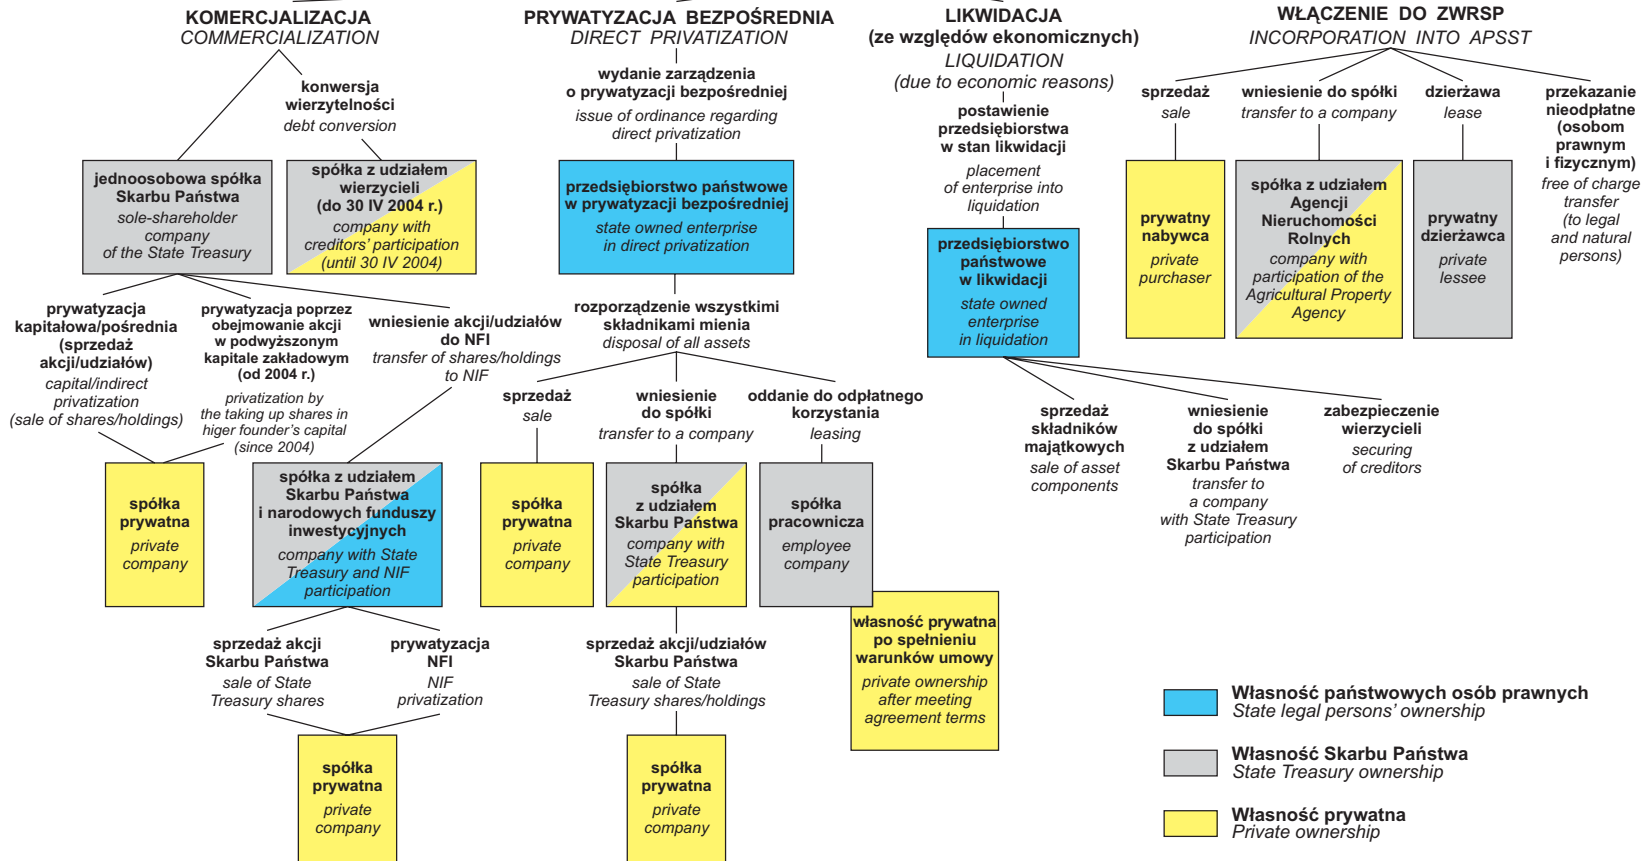 KOMERCJALIZACJA
COMMERCIALIZATION
konwersja
wierzytelności
debt conversion
jednoosobowa spółka
Skarbu Państwa
sole-shareholder
company
of the State Treasury
spółka z udziałem
wierzycieli
(do 30 IV 2004 r.)
company with
creditors' participation
(until 30 IV 2004)
prywatyzacja
kapitałowa/pośrednia
(sprzedaż
akcji/udziałów)
capital/indirect
privatization
(sale of shares/holdings)
prywatyzacja poprzez
obejmowanie akcji
w podwyższonym
kapitale zakładowym
(od 2004 r.)
privatization by
the taking up shares in
higer founder's capital
(since 2004)
wniesienie akcji/udziałów
do NFI
transfer of shares/holdings
to NIF
spółka
prywatna
private
company
spółka z udziałem
Skarbu Państwa
i narodowych funduszy
inwestycyjnych
company with State
Treasury and NIF
participation
sprzedaż akcji
Skarbu Państwa
sale of State
Treasury shares
prywatyzacja
NFI
NIF
privatization
spółka
prywatna
private
company
PRYWATYZACJA BEZPOŚREDNIA
DIRECT PRIVATIZATION
wydanie zarządzenia
o prywatyzacji bezpośredniej
issue of ordinance regarding
direct privatization
przedsiębiorstwo państwowe
w prywatyzacji bezpośredniej
state owned enterprise
in direct privatization
rozporządzenie wszystkimi
składnikami mienia
disposal of all assets
sprzedaż
sale
wniesienie
do spółki
transfer to a company
oddanie do odpłatnego
korzystania
leasing
spółka
prywatna
private
company
spółka
z udziałem
Skarbu Państwa
company with
State Treasury
participation
spółka
pracownicza
employee
company
sprzedaż akcji/udziałów
Skarbu Państwa
sale of State
Treasury shares/holdings
własność prywatna
po spełnieniu
warunków umowy
private ownership
after meeting
agreement terms
spółka
prywatna
private
company
LIKWIDACJA
(ze względów ekonomicznych)
LIQUIDATION
(due to economic reasons)
postawienie
przedsiębiorstwa
w stan likwidacji
placement
of enterprise into
liquidation
przedsiębiorstwo
państwowe
w likwidacji
state owned
enterprise
in liquidation
sprzedaż
składników
majątkowych
sale of asset
components
wniesienie
do spółki
z udziałem
Skarbu Państwa
transfer to
a company
with State Treasury
participation
zabezpieczenie
wierzycieli
securing
of creditors
WŁĄCZENIE DO ZWRSP
INCORPORATION INTO APSST
sprzedaż
sale
wniesienie do spółki
transfer to a company
dzierżawa
lease
przekazanie
nieodpłatne
(osobom
prawnym
i fizycznym)
free of charge
transfer
(to legal
and natural
persons)
prywatny
nabywca
private
purchaser
spółka z udziałem
Agencji
Nieruchomości
Rolnych
company with
participation of the
Agricultural Property
Agency
prywatny
dzierżawca
private
lessee
Własność państwowych osób prawnych
State legal persons' ownership
Własność Skarbu Państwa
State Treasury ownership
Własność prywatna
Private ownership